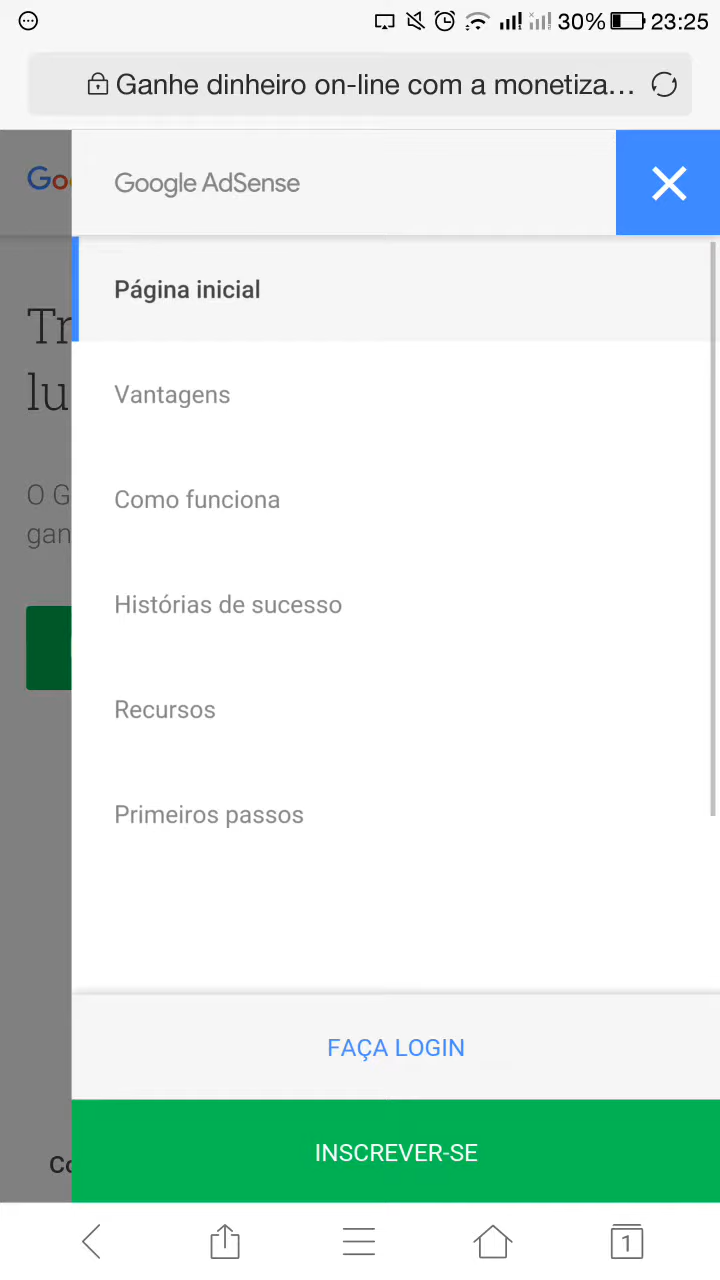 30% 23:25
Ganhe dinheiro on-line com a monetiza...
Goo
Google AdSense
Página inicial
Tr
lu
Vantagens
O G
gan
Como funciona
Histórias de sucesso
Recursos
Primeiros passos
FAÇA LOGIN
Co
INSCREVER-SE
1